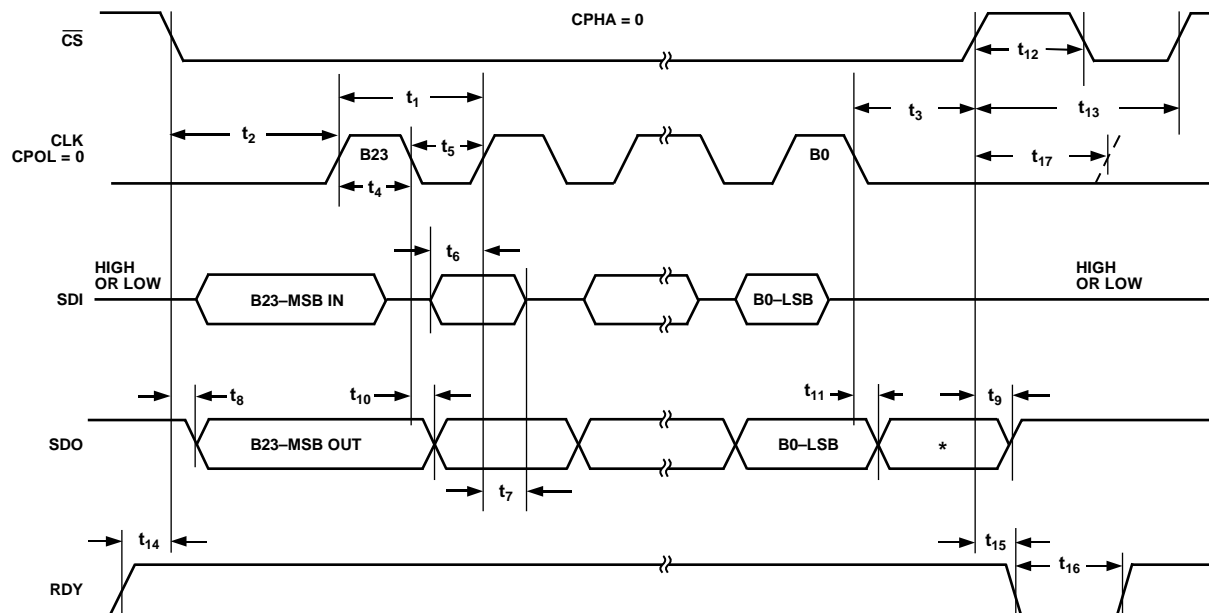 CPHA = 0
CS
t12
t1
t3
t13
t2
CLK
CPOL = 0
B23
t5
B0
t17
t4
t6
HIGH
OR LOW
HIGH
OR LOW
SDI
B23–MSB IN
B0–LSB
t8
t10
t11
t9
SDO
B23–MSB OUT
B0–LSB
*
t7
t14
t15
t16
RDY